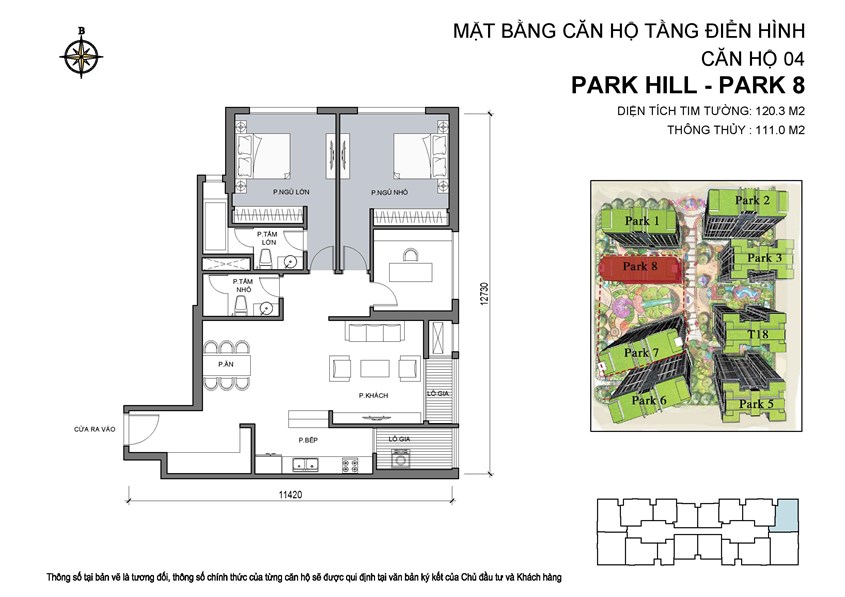 B
MẶT BẰNG CĂN HỘ TẦNG ĐIỂN HÌNH
CĂN HỘ 04
PARK HILL - PARK 8
DIỆN TÍCH TIM TƯỜNG: 120.3 M2
THÔNG THỦY : 111.0 M2
P.NGỦ LỚN
P.NGỦ NHỎ
P.TẮM
LỚN
P.TẮM
NHỎ
P.ĂN
P.KHÁCH
LÔ GIA
CỬA RA VÀO
P.BẾP
LÔ GIA
12730
11420
Park 1
Park 2
Park 8
Park 3
T18
Park 7
Park 6
Park 5
Thông số tại bản vẽ là tương đối, thông số chính thức của từng căn hộ sẽ được qui định tại văn bản ký kết của Chủ đầu tư và Khách hàng